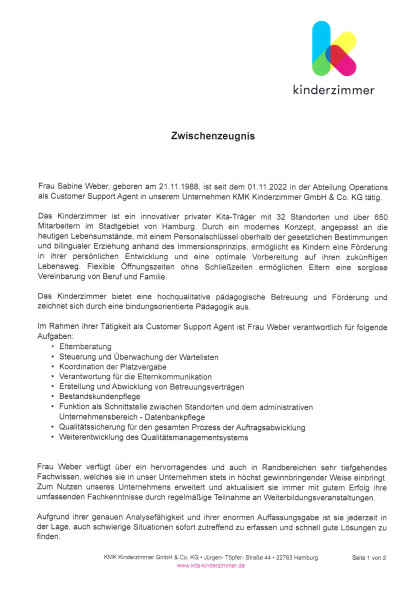 kinderzimmer
Zwischenzeugnis
Frau Sabine Weber, geboren am 21.11.1988, ist seit dem 01.11.2022 in der Abteilung Operations
als Customer Support Agent in unserem Unternehmen KMK Kinderzimmer GmbH & Co. KG tätig.
Das Kinderzimmer ist ein innovativer privater Kita-Träger mit 32 Standorten und über 650
Mitarbeitern im Stadtgebiet von Hamburg. Durch ein modernes Konzept, angepasst an die
heutigen Lebensumstände, mit einem Personalschlüssel oberhalb der gesetzlichen Bestimmungen
und bilingualer Erziehung anhand des Immersionsprinzips, ermöglicht es Kindern eine Förderung
in ihrer persönlichen Entwicklung und eine optimale Vorbereitung auf ihren zukünftigen
Lebensweg. Flexible Öffnungszeiten ohne Schließzeiten ermöglichen Eltern eine sorglose
Vereinbarung von Beruf und Familie.
Das Kinderzimmer bietet eine hochqualitative pädagogische Betreuung und Förderung und
zeichnet sich durch eine bindungsorientierte Pädagogik aus.
Im Rahmen ihrer Tätigkeit als Customer Support Agent ist Frau Weber verantwortlich für folgende
Aufgaben:
• Elternberatung
• Steuerung und Überwachung der Wartelisten
• Koordination der Platzvergabe
• Verantwortung für die Elternkommunikation
• Erstellung und Abwicklung von Betreuungsverträgen
• Bestandskundenpflege
• Funktion als Schnittstelle zwischen Standorten und dem administrativen
Unternehmensbereich - Datenbankpflege
• Qualitätssicherung für den gesamten Prozess der Auftragsabwicklung
• Weiterentwicklung des Qualitätsmanagementsystems
Frau Weber verfügt über ein hervorragendes und auch in Randbereichen sehr tiefgehendes
Fachwissen, welches sie in unser Unternehmen stets in höchst gewinnbringender Weise einbringt.
Zum Nutzen unseres Unternehmens erweitert und aktualisiert sie immer mit gutem Erfolg ihre
umfassenden Fachkenntnisse durch regelmäßige Teilnahme an Weiterbildungsveranstaltungen.
Aufgrund ihrer genauen Analysefähigkeit und ihrer enormen Auffassungsgabe ist sie jederzeit in
der Lage, auch schwierige Situationen sofort zutreffend zu erfassen und schnell gute Lösungen zu
finden.
KMK Kinderzimmer GmbH & Co. KG • Jürgen- Töpfer- Straße 44 • 22763 Hamburg Seite 1 von 2
www.kita-kinderzimmer.de